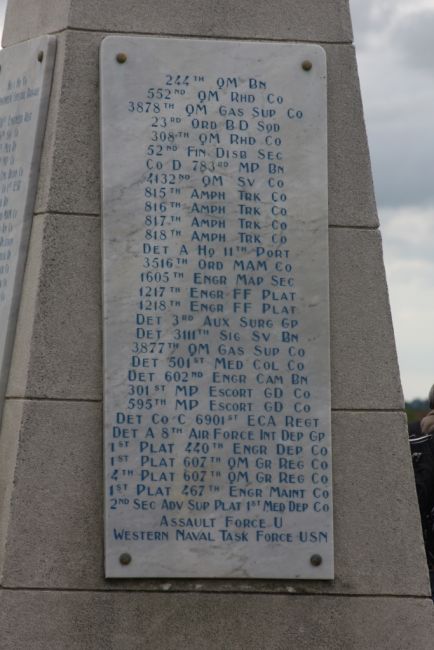 244TH QM BN
552ND QM RHD CO
3878TH QM GAS SUP CO
23RD ORD BD SQD
308TH QM RHD CO
52ND FIN DISB SEC
CO D 783RD MP BN
4132ND QM SV CO
815TH AMPH TRK CO
816TH AMPH TRK CO
817TH AMPH TRK CO
818TH AMPH TRK CO
DET A HQ 11TH PORT
3516TH ORD MAM CO
1605TH ENGR MAP SEC
1217TH ENGR FF PLAT
1218TH ENGR FF PLAT
DET 3RD AUX SURG GP
DET 3111TH SIG SV BN
3877TH QM GAS SUP CO
DET 501ST MED COL CO
DET 602ND ENGR CAM BN
301ST MP ESCORT GD CO
595TH MP ESCORT GD CO
DET CO C 6901ST ECA REGT
DET A 8TH AIR FORCE INT DEP GP
1ST PLAT 440TH ENGR DEP CO
1ST PLAT 607TH QM GR REG CO
4TH PLAT 607TH QM GR REG CO
1ST PLAT 467TH ENGR MAINT CO
2ND SEC ADV SUP PLAT 1ST MED DEP CO
ASSAULT FORCE U
WESTERN NAVAL TASK FORCE USN